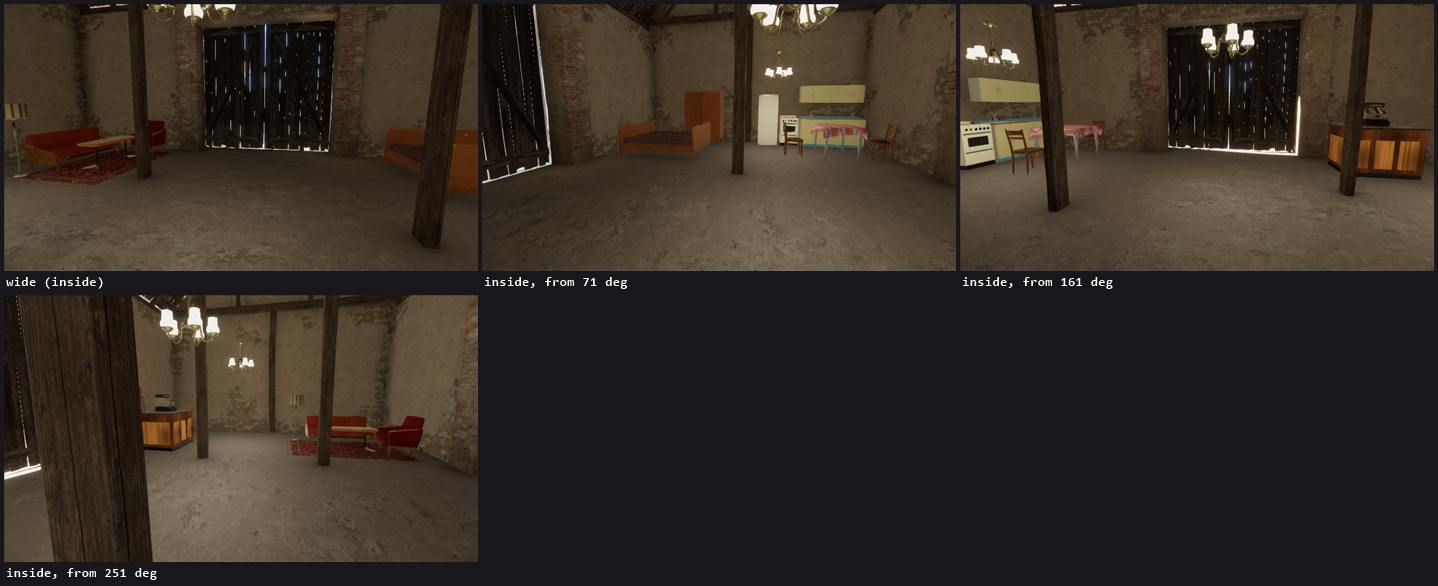 wide (inside)
inside, from 71 deg
inside, from 161 deg
inside, from 251 deg